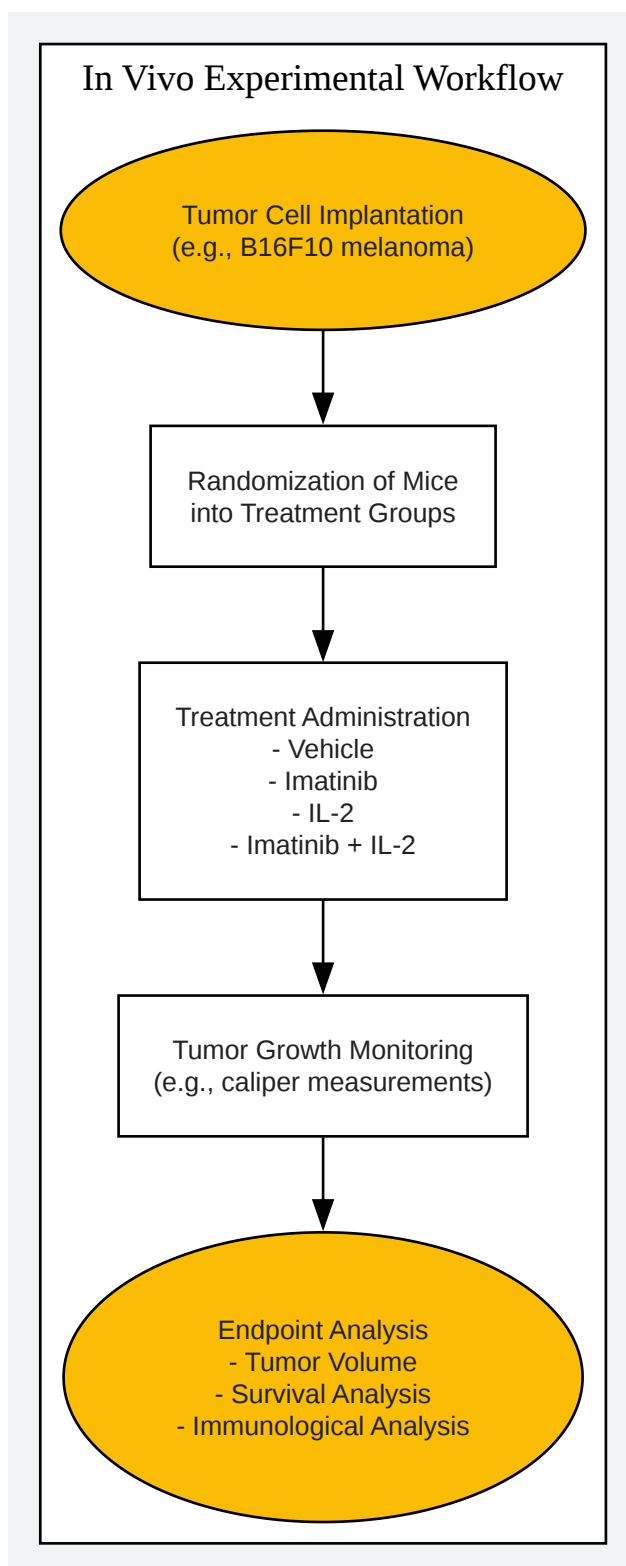 In Vivo Experimental Workflow
Tumor Cell Implantation
(e.g., B16F10 melanoma)
Randomization of Mice
into Treatment Groups
Treatment Administration
- Vehicle
- Imatinib
- IL-2
- Imatinib + IL-2
Tumor Growth Monitoring
(e.g., caliper measurements)
Endpoint Analysis
- Tumor Volume
- Survival Analysis
- Immunological Analysis